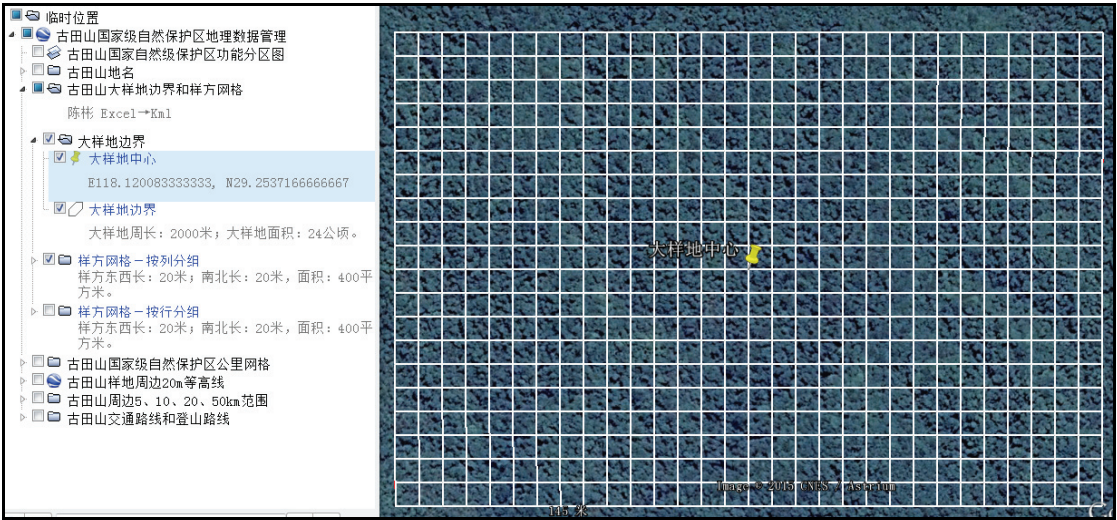 临时位置
古田山国家级自然保护区地理数据管理
古田山国家自然级保护区功能分区图
古田山地名
古田山大样地边界和样方网格
陈彬 Excel→Kml
大样地边界
大样地中心
E118.120083333333, N29.2537166666667
大样地边界
大样地周长：2000米；大样地面积：24公顷。
样方网格－按列分组
样方东西长：20米；南北长：20米，面积：400平
方米。
样方网格－按行分组
样方东西长：20米；南北长：20米，面积：400平
方米。
古田山国家级自然保护区公里网格
古田山样地周边20m等高线
古田山周边5、10、20、50km范围
古田山交通路线和登山路线
大样地中心
Image © 2015 CNES / Astrium
115 米